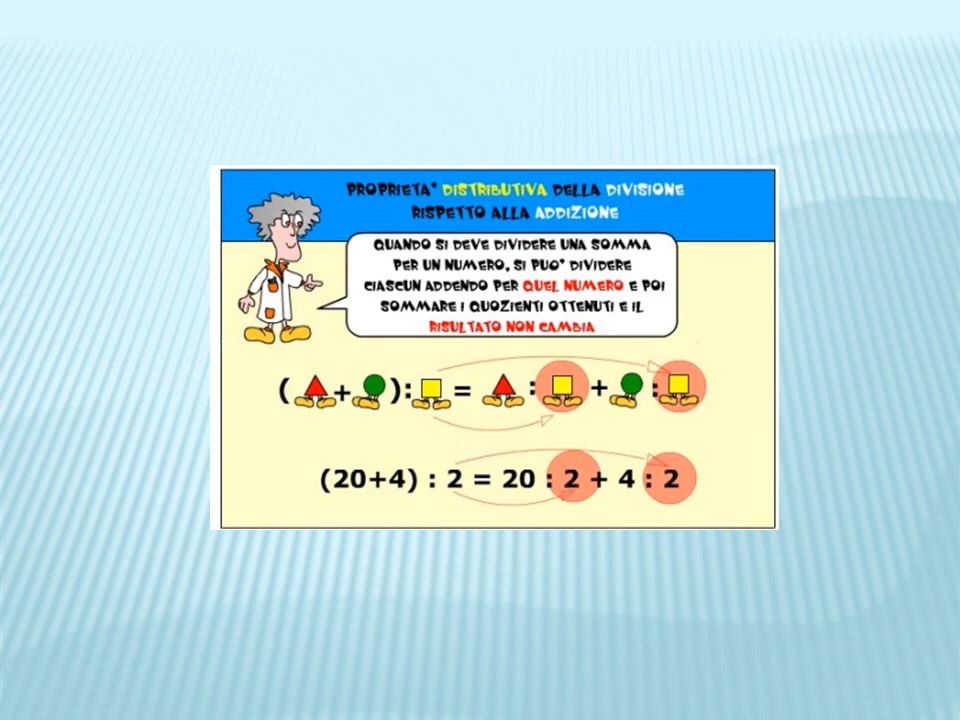 PROPRIETA' DISTRIBUTIVA DELLA DIVISIONE
RISPETTO ALLA ADDIZIONE
QUANDO SI DEVE DIVIDERE UNA SOMMA
PER UN NUMERO, SI PUO' DIVIDERE
CIASCUN ADDENDO PER QUEL NUMERO E POI
SOMMARE I QUOZIENTI OTTENUTI E IL
RISULTATO NON CAMBIA
( + ) : = : + :
(20+4) : 2 = 20 : 2 + 4 : 2